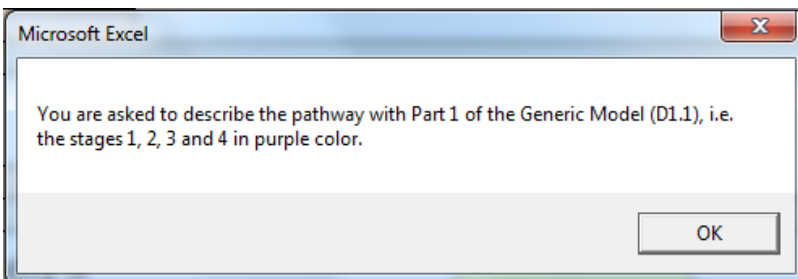 Microsoft Excel
You are asked to describe the pathway with Part 1 of the Generic Model (D1.1), i.e.
the stages 1, 2, 3 and 4 in purple color.
OK